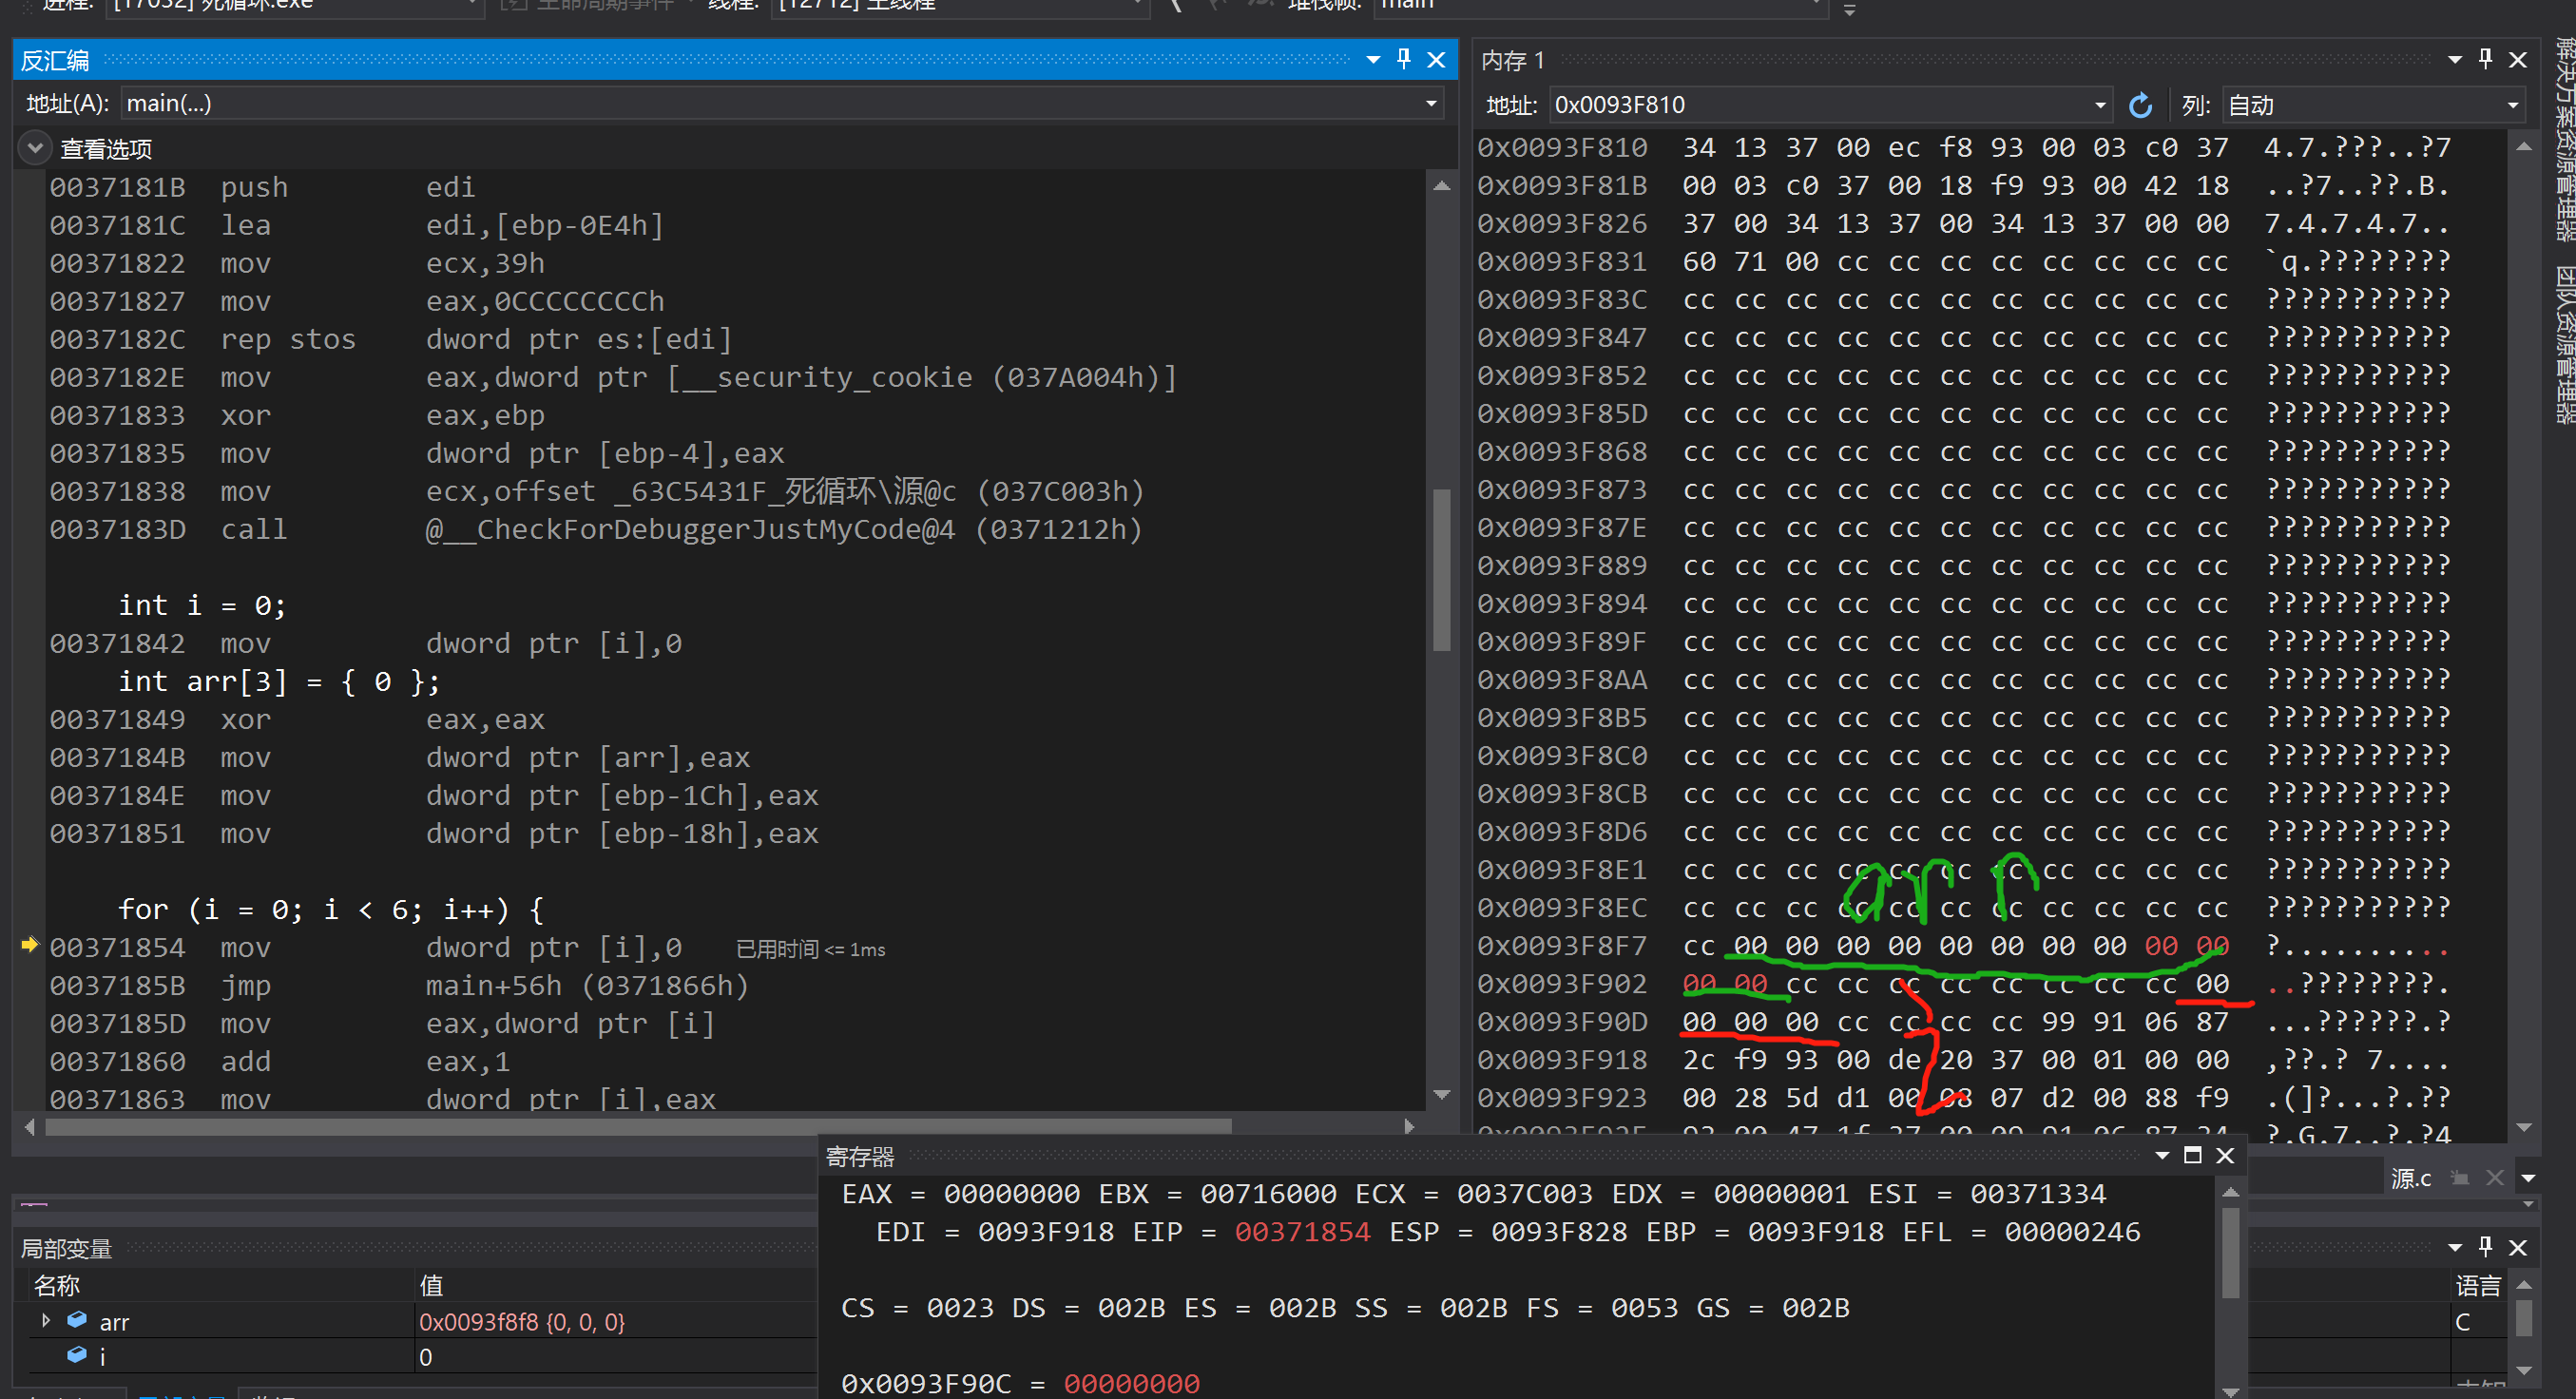 进程: [17032] 死循环.exe 生命周期事件 线程: [12712] 主线程 堆栈帧: main
反汇编
地址(A): main(...)
查看选项
0037181B push edi
0037181C lea edi,[ebp-0E4h]
00371822 mov ecx,39h
00371827 mov eax,0CCCCCCCCh
0037182C rep stos dword ptr es:[edi]
0037182E mov eax,dword ptr [__security_cookie (037A004h)]
00371833 xor eax,ebp
00371835 mov dword ptr [ebp-4],eax
00371838 mov ecx,offset _63C5431F_死循环\源@c (037C003h)
0037183D call @__CheckForDebuggerJustMyCode@4 (0371212h)
int i = 0;
00371842 mov dword ptr [i],0
int arr[3] = { 0 };
00371849 xor eax,eax
0037184B mov dword ptr [arr],eax
0037184E mov dword ptr [ebp-1Ch],eax
00371851 mov dword ptr [ebp-18h],eax
for (i = 0; i < 6; i++) {
00371854 mov dword ptr [i],0 已用时间 <= 1ms
0037185B jmp main+56h (0371866h)
0037185D mov eax,dword ptr [i]
00371860 add eax,1
00371863 mov dword ptr [i],eax
内存 1
地址: 0x0093F810 列: 自动
0x0093F810 34 13 37 00 ec f8 93 00 03 c0 37 4.7.???..?7
0x0093F81B 00 03 c0 37 00 18 f9 93 00 42 18 ..?7..??.B.
0x0093F826 37 00 34 13 37 00 34 13 37 00 00 7.4.7.4.7..
0x0093F831 60 71 00 cc cc cc cc cc cc cc cc `q.????????
0x0093F83C cc cc cc cc cc cc cc cc cc cc cc ???????????
0x0093F847 cc cc cc cc cc cc cc cc cc cc cc ???????????
0x0093F852 cc cc cc cc cc cc cc cc cc cc cc ???????????
0x0093F85D cc cc cc cc cc cc cc cc cc cc cc ???????????
0x0093F868 cc cc cc cc cc cc cc cc cc cc cc ???????????
0x0093F873 cc cc cc cc cc cc cc cc cc cc cc ???????????
0x0093F87E cc cc cc cc cc cc cc cc cc cc cc ???????????
0x0093F889 cc cc cc cc cc cc cc cc cc cc cc ???????????
0x0093F894 cc cc cc cc cc cc cc cc cc cc cc ???????????
0x0093F89F cc cc cc cc cc cc cc cc cc cc cc ???????????
0x0093F8AA cc cc cc cc cc cc cc cc cc cc cc ???????????
0x0093F8B5 cc cc cc cc cc cc cc cc cc cc cc ???????????
0x0093F8C0 cc cc cc cc cc cc cc cc cc cc cc ???????????
0x0093F8CB cc cc cc cc cc cc cc cc cc cc cc ???????????
0x0093F8D6 cc cc cc cc cc cc cc cc cc cc cc ???????????
0x0093F8E1 cc cc cc cc cc cc cc cc cc cc cc ???????????
arr
0x0093F8EC cc cc cc cc cc cc cc cc cc cc cc ???????????
0x0093F8F7 cc 00 00 00 00 00 00 00 00 00 00 ?..........
0x0093F902 00 00 cc cc cc cc cc cc cc cc 00 ..????????.
0x0093F90D 00 00 00 cc cc cc cc 99 91 06 87 ...??????.?
0x0093F918 2c f9 93 00 de 20 37 00 01 00 00 ,??.? 7....
0x0093F923 00 28 5d d1 00 08 07 d2 00 88 f9 .(]?...?.??
解决方案资源管理器
团队资源管理器
寄存器
EAX = 00000000 EBX = 00716000 ECX = 0037C003 EDX = 00000001 ESI = 00371334
EDI = 0093F918 EIP = 00371854 ESP = 0093F828 EBP = 0093F918 EFL = 00000246
CS = 0023 DS = 002B ES = 002B SS = 002B FS = 0053 GS = 002B
0x0093F90C = 00000000
源.c
局部变量
名称 值
arr 0x0093f8f8 {0, 0, 0}
i 0
语言
C